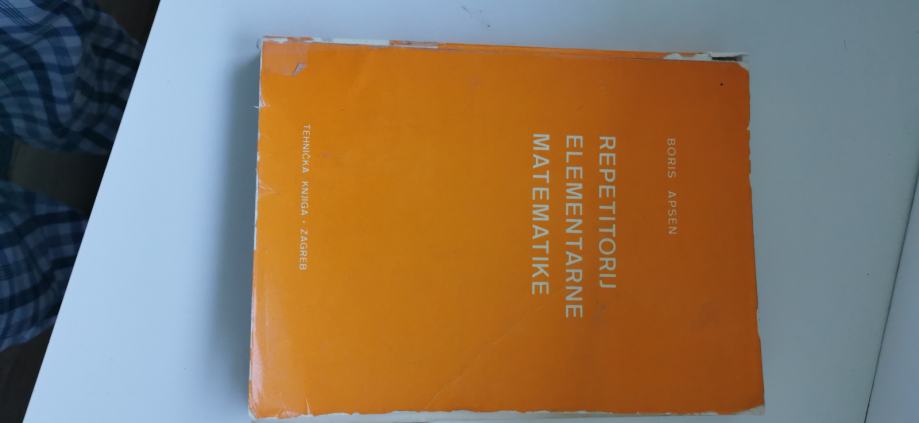 BORIS APSEN
REPETITORIJ
ELEMENTARNE
MATEMATIKE
TEHNIČKA KNJIGA • ZAGREB